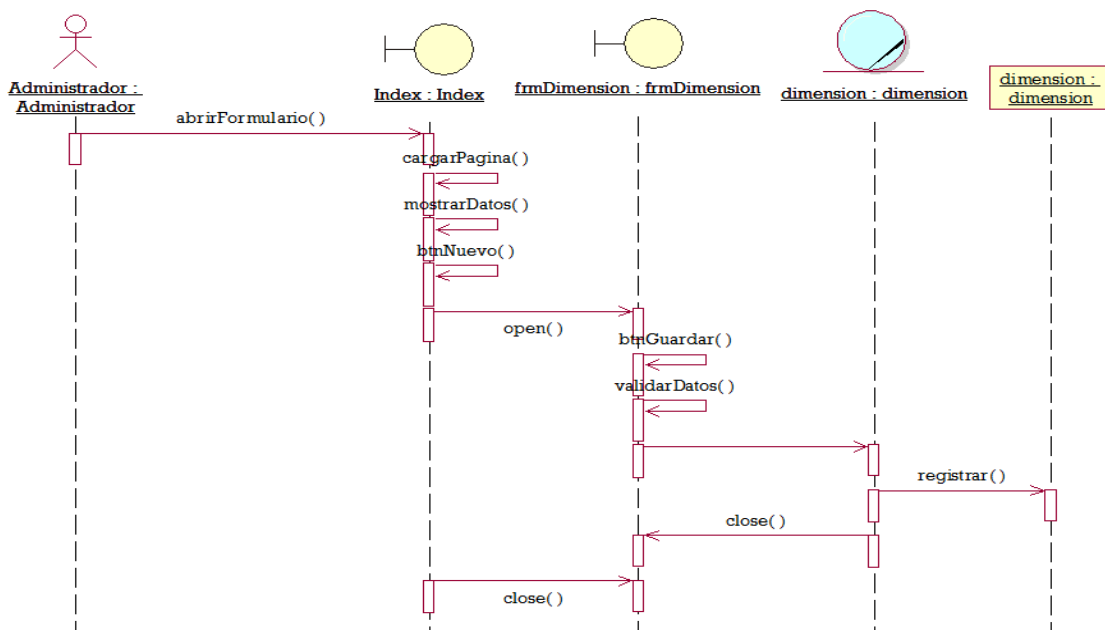 Administrador :
Administrador
Index : Index
frmDimension : frmDimension
dimension : dimension
dimension :
dimension
abrirFormulario( )
cargarPagina( )
mostrarDatos( )
btnNuevo( )
open( )
btnGuardar( )
validarDatos( )
registrar( )
close( )
close( )